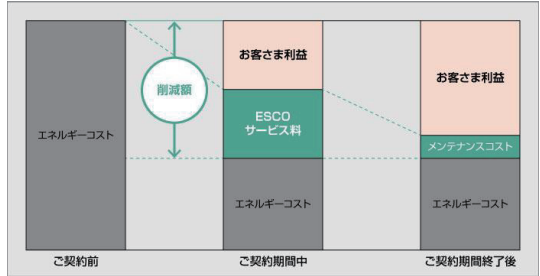 エネルギーコスト
削減額
お客さま利益
ESCO
サービス料
エネルギーコスト
お客さま利益
メンテナンスコスト
エネルギーコスト
ご契約前
ご契約期間中
ご契約期間終了後